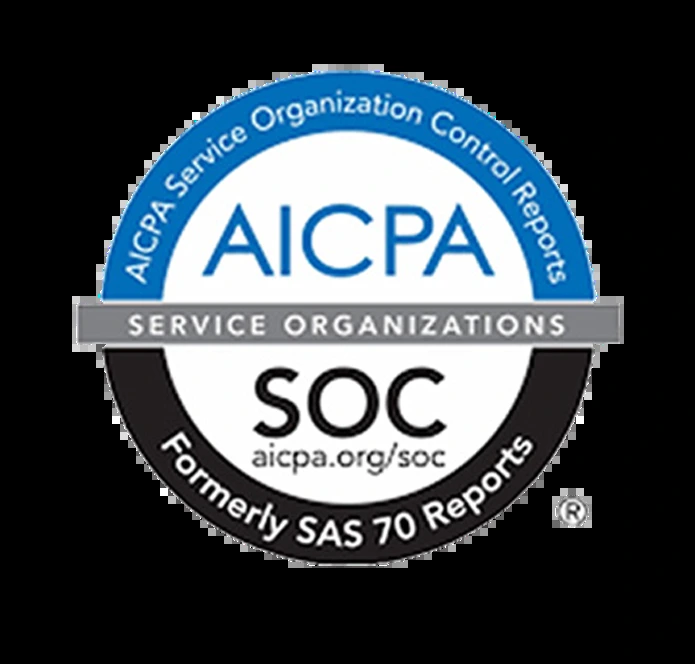 AICPA Service Organization Control Reports
AICPA
SERVICE ORGANIZATIONS
SOC
aicpa.org/soc
Formerly SAS 70 Reports
®